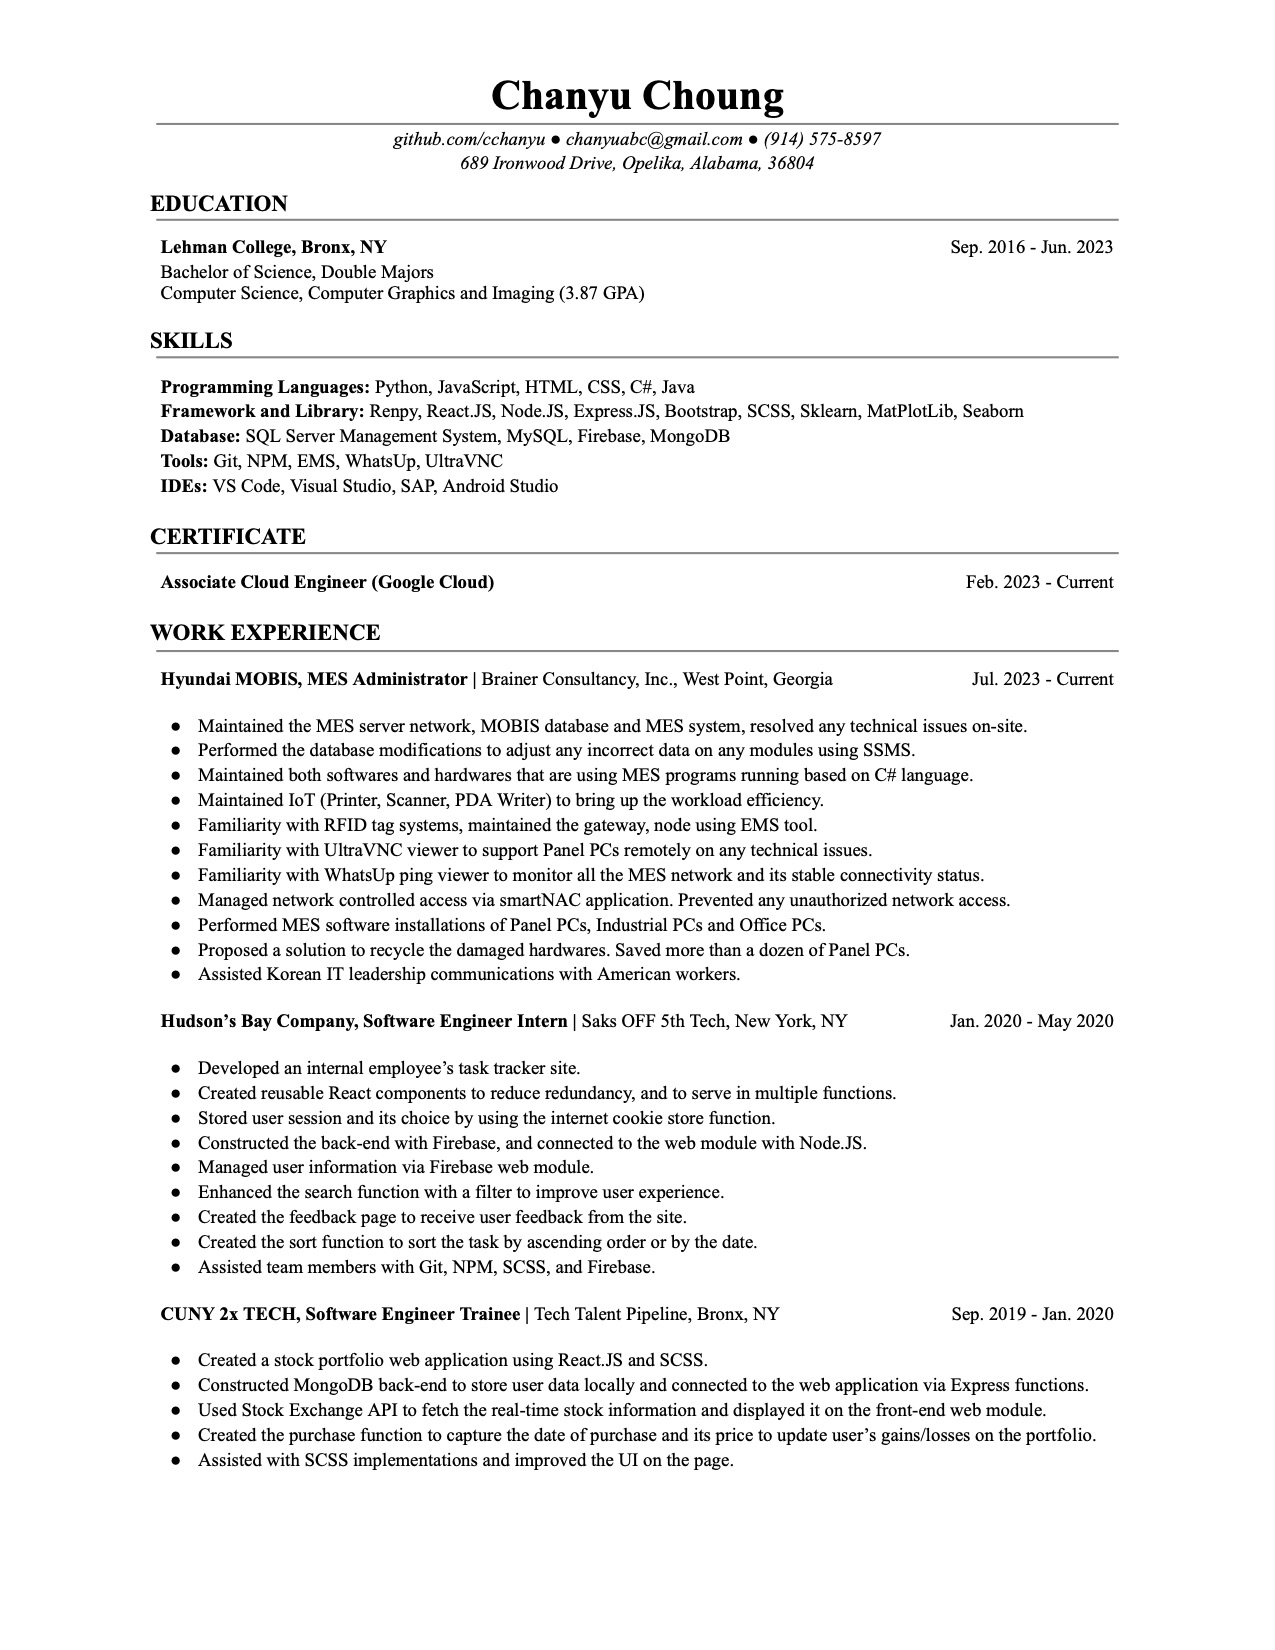 Chanyu Choung
github.com/cchanyu ● chanyuabc@gmail.com ● (914) 575-8597
689 Ironwood Drive, Opelika, Alabama, 36804
EDUCATION
Lehman College, Bronx, NY Sep. 2016 - Jun. 2023
Bachelor of Science, Double Majors
Computer Science, Computer Graphics and Imaging (3.87 GPA)
SKILLS
Programming Languages: Python, JavaScript, HTML, CSS, C#, Java
Framework and Library: Renpy, React.JS, Node.JS, Express.JS, Bootstrap, SCSS, Sklearn, MatPlotLib, Seaborn
Database: SQL Server Management System, MySQL, Firebase, MongoDB
Tools: Git, NPM, EMS, WhatsUp, UltraVNC
IDEs: VS Code, Visual Studio, SAP, Android Studio
CERTIFICATE
Associate Cloud Engineer (Google Cloud) Feb. 2023 - Current
WORK EXPERIENCE
Hyundai MOBIS, MES Administrator | Brainer Consultancy, Inc., West Point, Georgia Jul. 2023 - Current
● Maintained the MES server network, MOBIS database and MES system, resolved any technical issues on-site.
● Performed the database modifications to adjust any incorrect data on any modules using SSMS.
● Maintained both softwares and hardwares that are using MES programs running based on C# language.
● Maintained IoT (Printer, Scanner, PDA Writer) to bring up the workload efficiency.
● Familiarity with RFID tag systems, maintained the gateway, node using EMS tool.
● Familiarity with UltraVNC viewer to support Panel PCs remotely on any technical issues.
● Familiarity with WhatsUp ping viewer to monitor all the MES network and its stable connectivity status.
● Managed network controlled access via smartNAC application. Prevented any unauthorized network access.
● Performed MES software installations of Panel PCs, Industrial PCs and Office PCs.
● Proposed a solution to recycle the damaged hardwares. Saved more than a dozen of Panel PCs.
● Assisted Korean IT leadership communications with American workers.
Hudson’s Bay Company, Software Engineer Intern | Saks OFF 5th Tech, New York, NY Jan. 2020 - May 2020
● Developed an internal employee’s task tracker site.
● Created reusable React components to reduce redundancy, and to serve in multiple functions.
● Stored user session and its choice by using the internet cookie store function.
● Constructed the back-end with Firebase, and connected to the web module with Node.JS.
● Managed user information via Firebase web module.
● Enhanced the search function with a filter to improve user experience.
● Created the feedback page to receive user feedback from the site.
● Created the sort function to sort the task by ascending order or by the date.
● Assisted team members with Git, NPM, SCSS, and Firebase.
CUNY 2x TECH, Software Engineer Trainee | Tech Talent Pipeline, Bronx, NY Sep. 2019 - Jan. 2020
● Created a stock portfolio web application using React.JS and SCSS.
● Constructed MongoDB back-end to store user data locally and connected to the web application via Express functions.
● Used Stock Exchange API to fetch the real-time stock information and displayed it on the front-end web module.
● Created the purchase function to capture the date of purchase and its price to update user’s gains/losses on the portfolio.
● Assisted with SCSS implementations and improved the UI on the page.